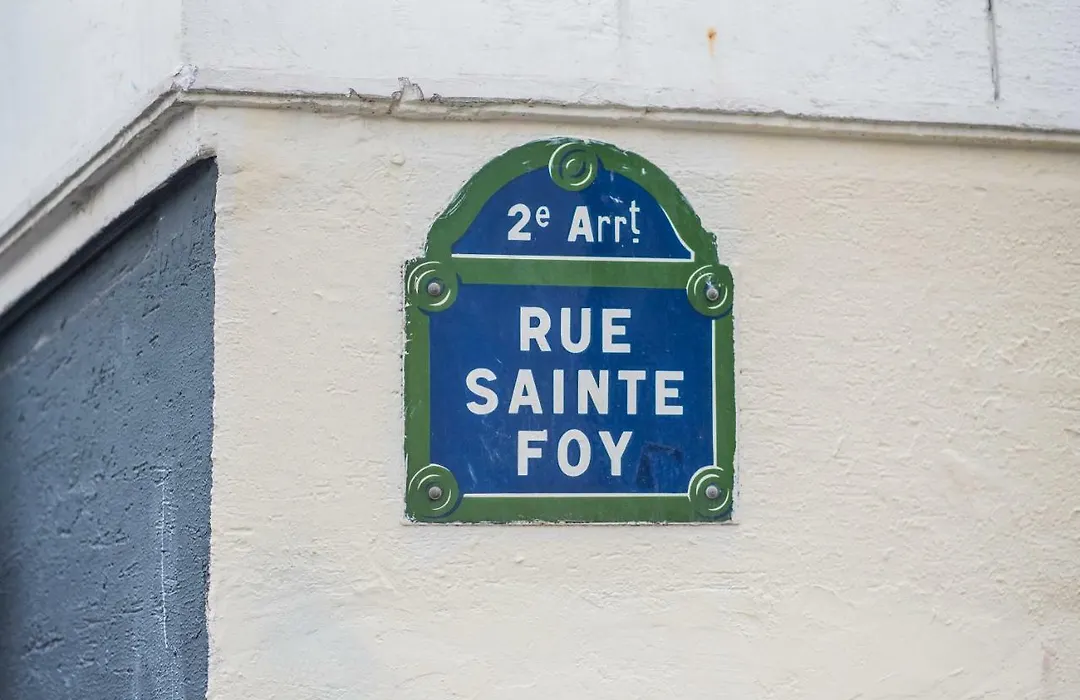 2e Arrt
RUE
SAINTE
FOY